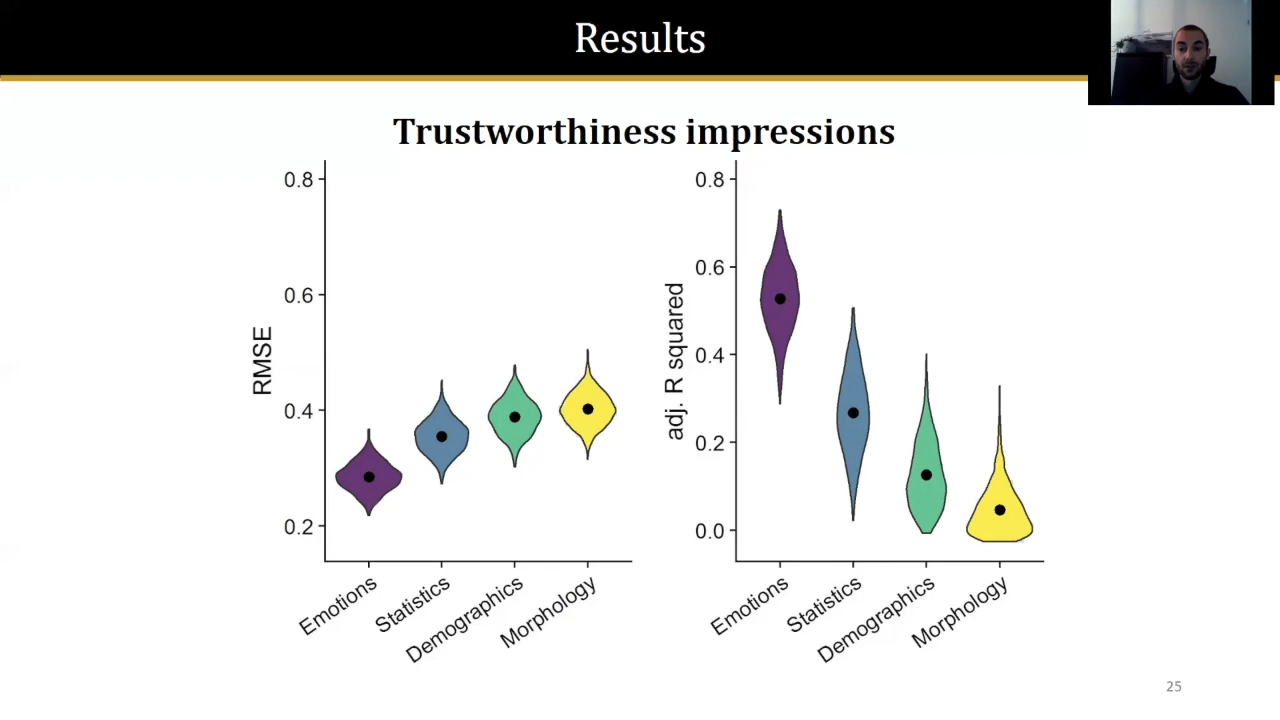 Results
Trustworthiness impressions
RMSE
0.8
0.6
0.4
0.2
Emotions
Statistics
Demographics
Morphology
adj. R squared
0.8
0.6
0.4
0.2
0.0
Emotions
Statistics
Demographics
Morphology
25